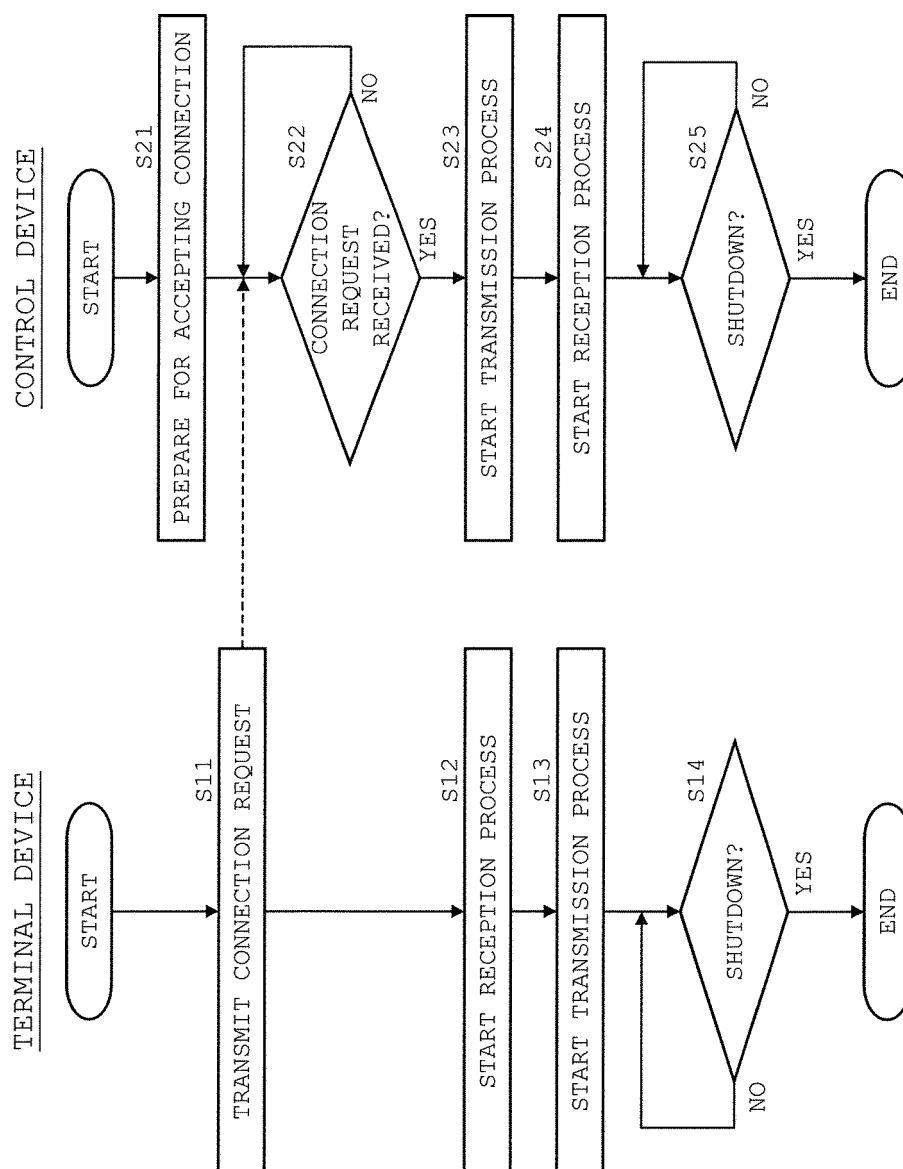 TERMINAL DEVICE
START
S11
TRANSMIT CONNECTION REQUEST
S12
START RECEPTION PROCESS
S13
START TRANSMISSION PROCESS
S14
SHUTDOWN?
NO
YES
END
CONTROL DEVICE
START
S21
PREPARE FOR ACCEPTING CONNECTION
S22
CONNECTION
REQUEST
RECEIVED?
NO
YES
S23
START TRANSMISSION PROCESS
S24
START RECEPTION PROCESS
S25
SHUTDOWN?
NO
YES
END